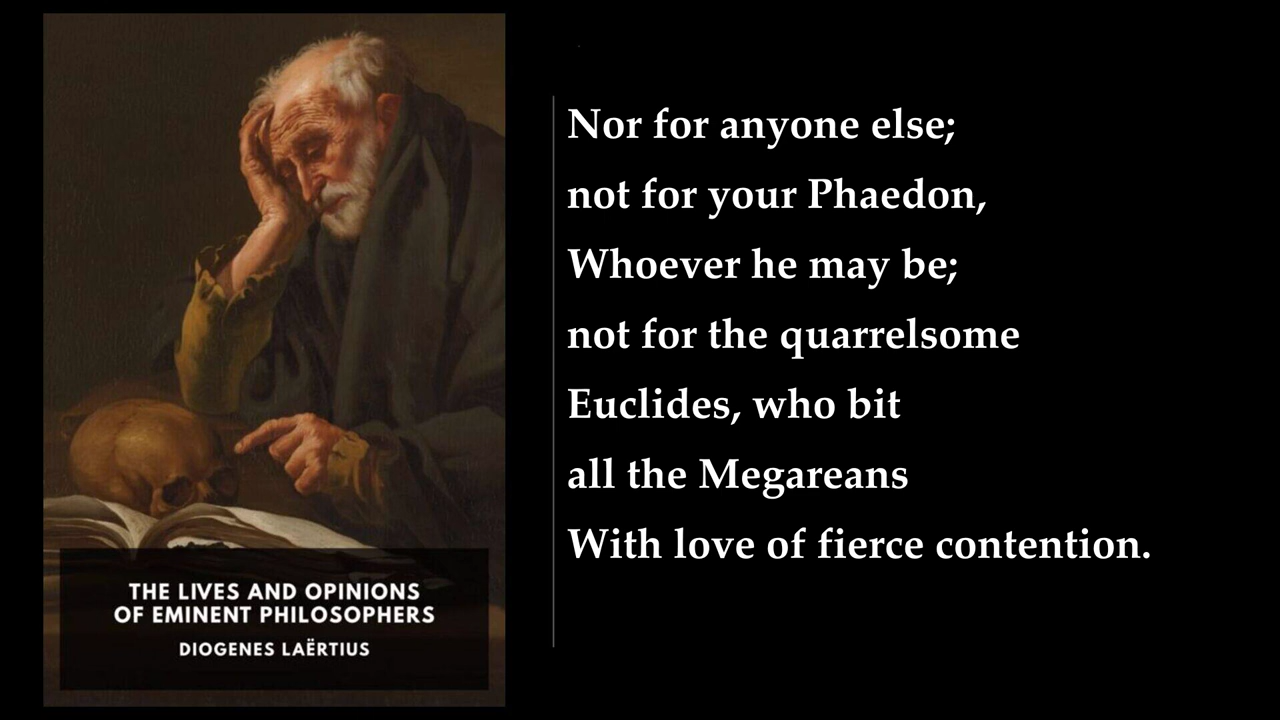 Nor for anyone else;
not for your Phaedon,
Whoever he may be;
not for the quarrelsome
Euclides, who bit
all the Megareans
With love of fierce contention.
THE LIVES AND OPINIONS
OF EMINENT PHILOSOPHERS
DIOGENES LAËRTIUS